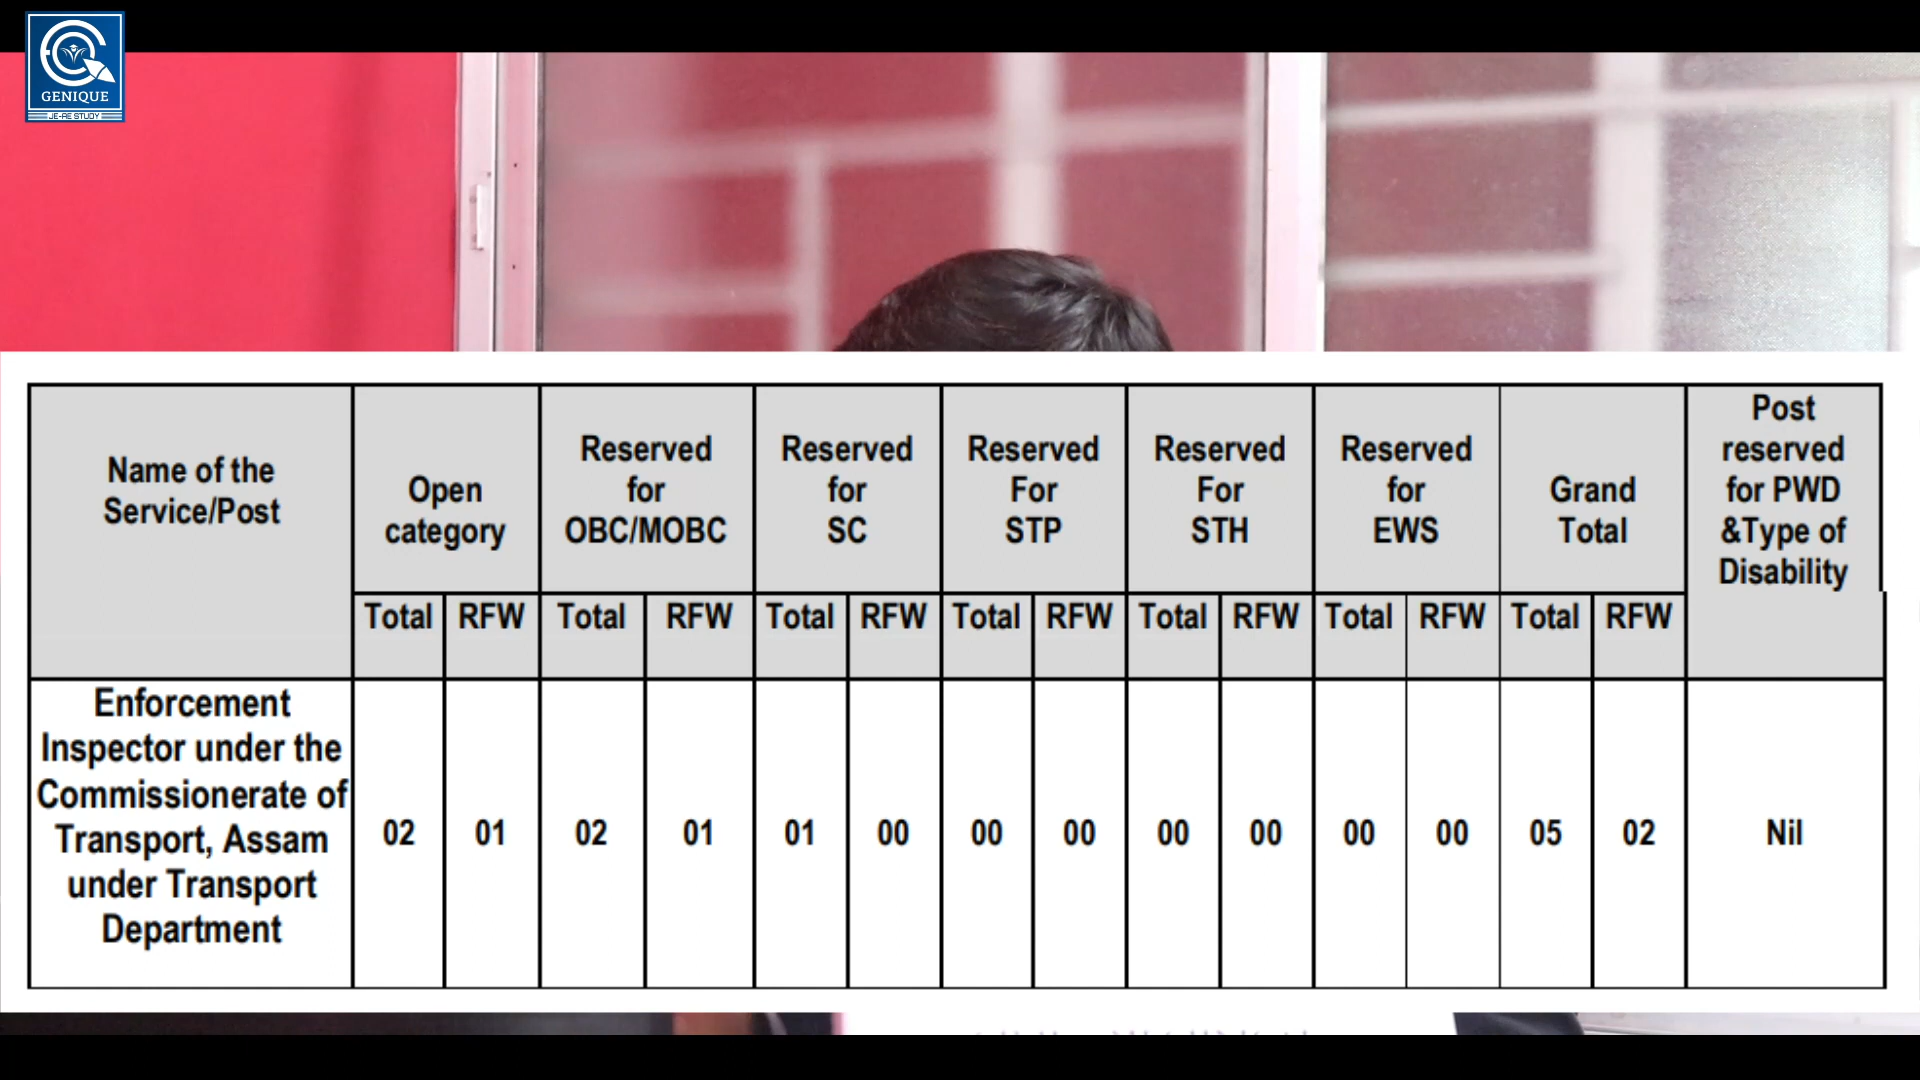 GENIQUE
JE-AE STUDY
Name of the
Service/Post
Open
category
Reserved
for
OBC/MOBC
Reserved
for
SC
Reserved
For
STP
Reserved
For
STH
Reserved
for
EWS
Grand
Total
Post
reserved
for PWD
&Type of
Disability
Total RFW Total RFW Total RFW Total RFW Total RFW Total RFW Total RFW
Enforcement
Inspector under the
Commissionerate of
Transport, Assam
under Transport
Department
02 01 02 01 01 00 00 00 00 00 00 00 05 02 Nil